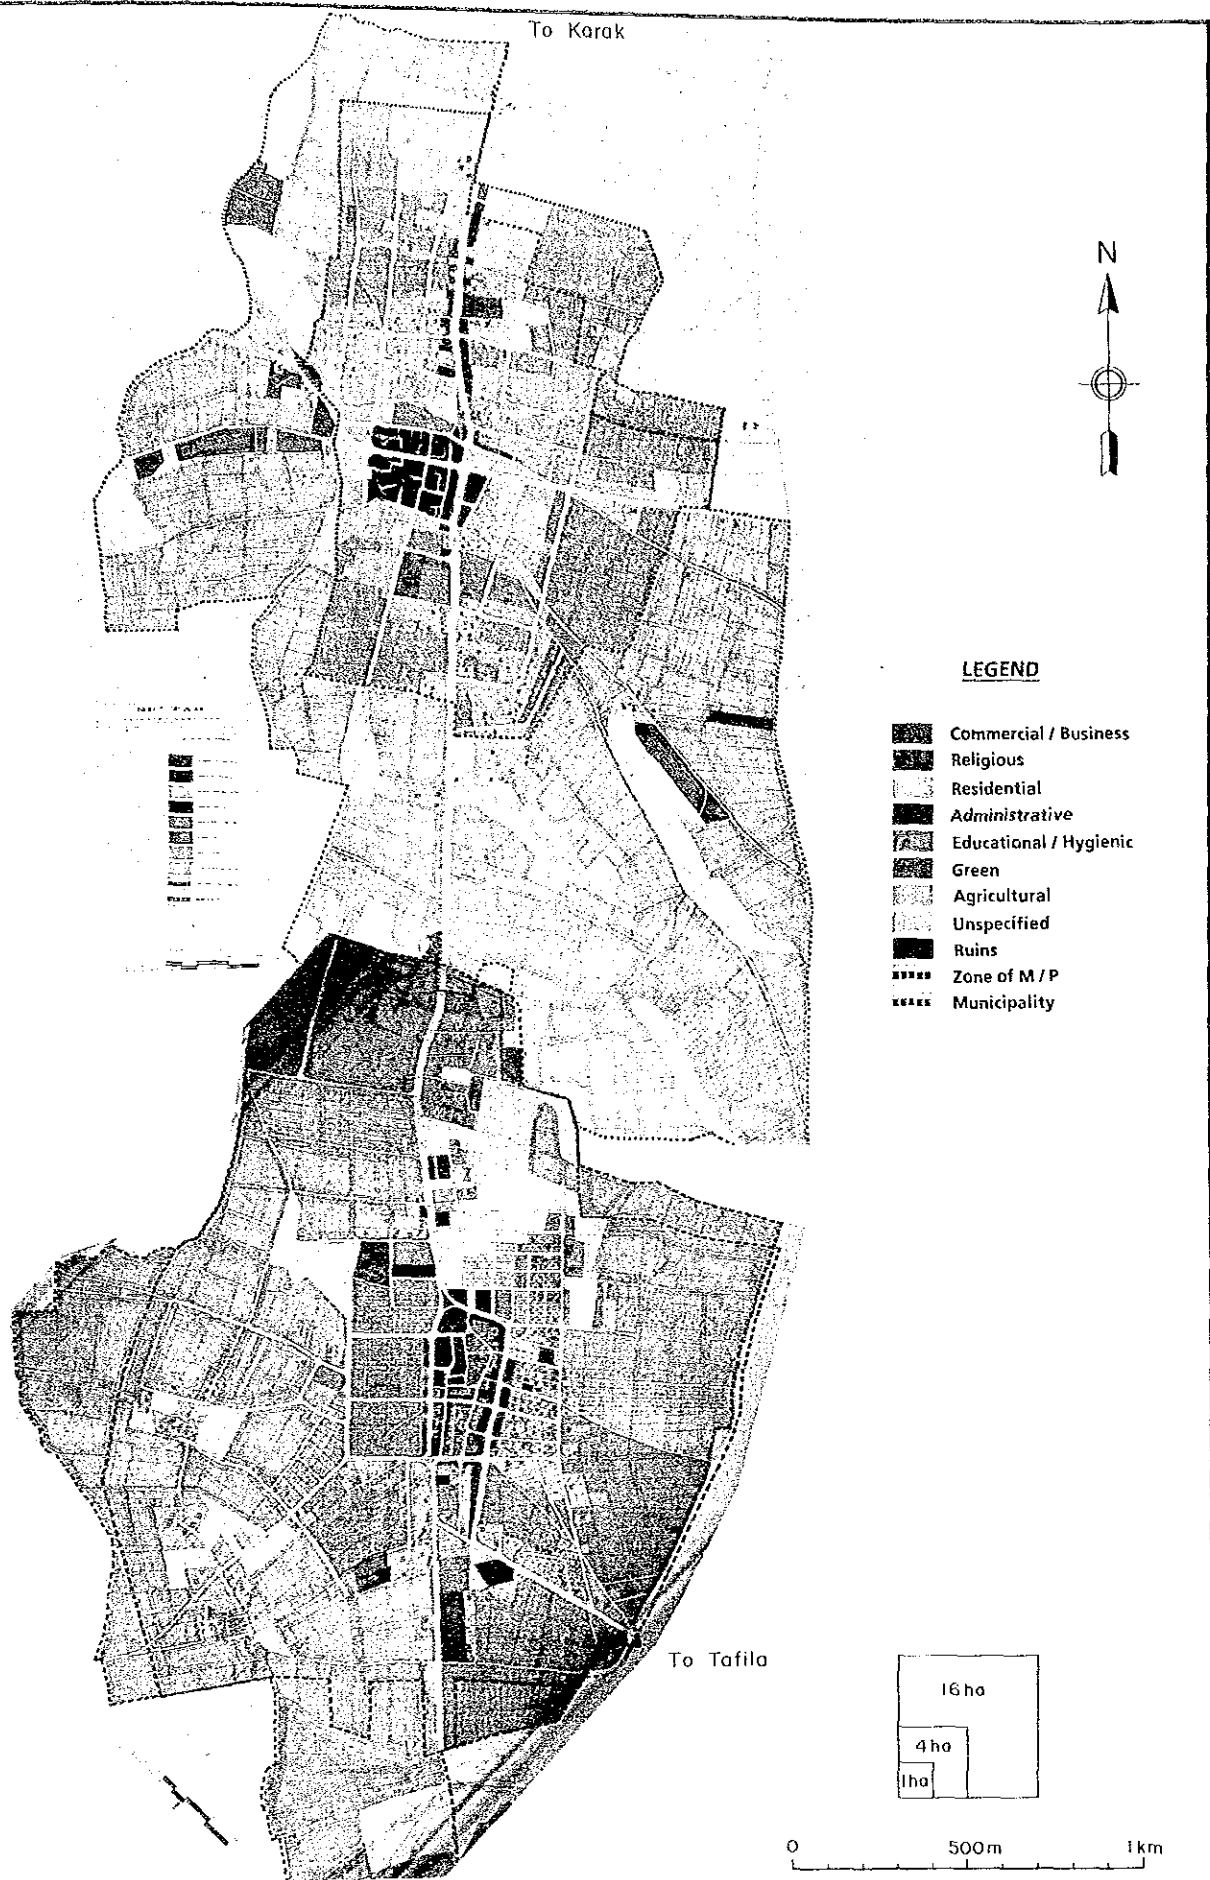 To Karak
N
LEGEND
Commercial / Business
Religious
Residential
Administrative
Educational / Hygienic
Green
Agricultural
Unspecified
Ruins
Zone of M / P
Municipality
To Tafila
16 ha
4 ha
1 ha
0 500 m 1 km